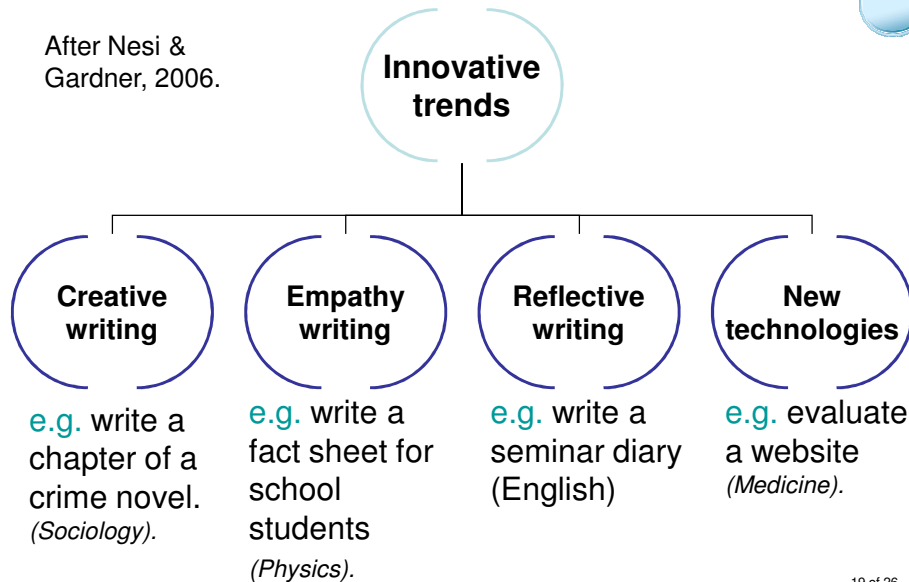 After Nesi &
Gardner, 2006.
Innovative
trends
Creative
writing
Empathy
writing
Reflective
writing
New
technologies
e.g. write a
chapter of a
crime novel.
(Sociology).
e.g. write a
fact sheet for
school
students
(Physics).
e.g. write a
seminar diary
(English)
e.g. evaluate
a website
(Medicine).